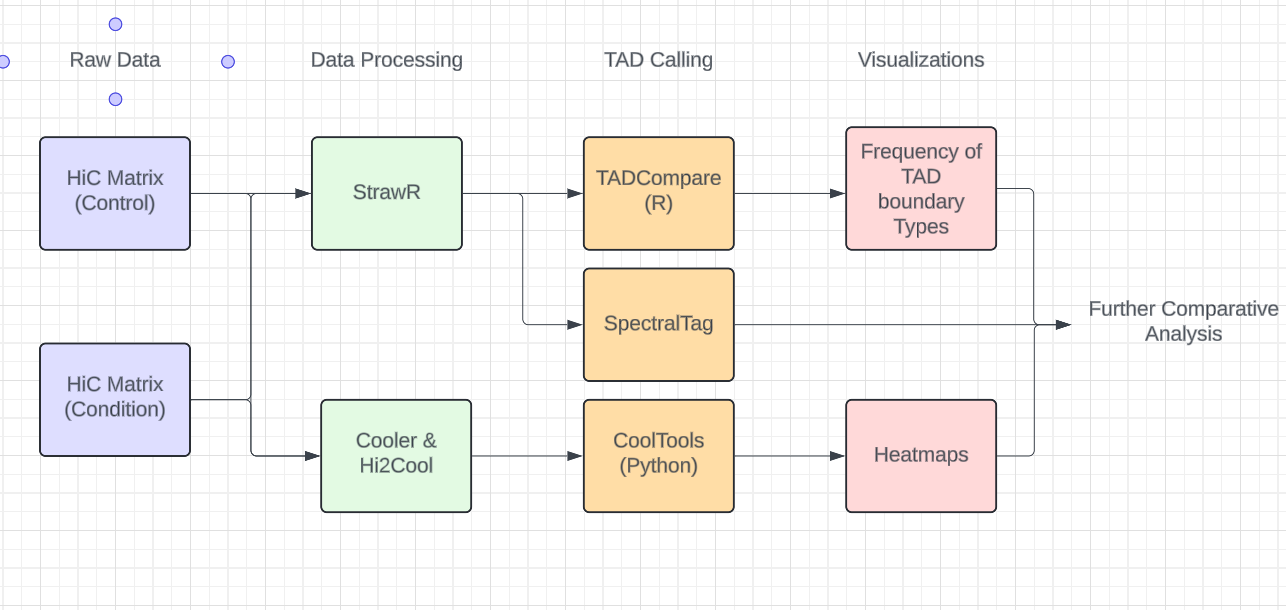 Raw Data
Data Processing
TAD Calling
Visualizations
HiC Matrix
(Control)
StrawR
TADCompare
(R)
Frequency of
TAD
boundary
Types
SpectralTag
Further Comparative
Analysis
HiC Matrix
(Condition)
Cooler &
Hi2Cool
CoolTools
(Python)
Heatmaps